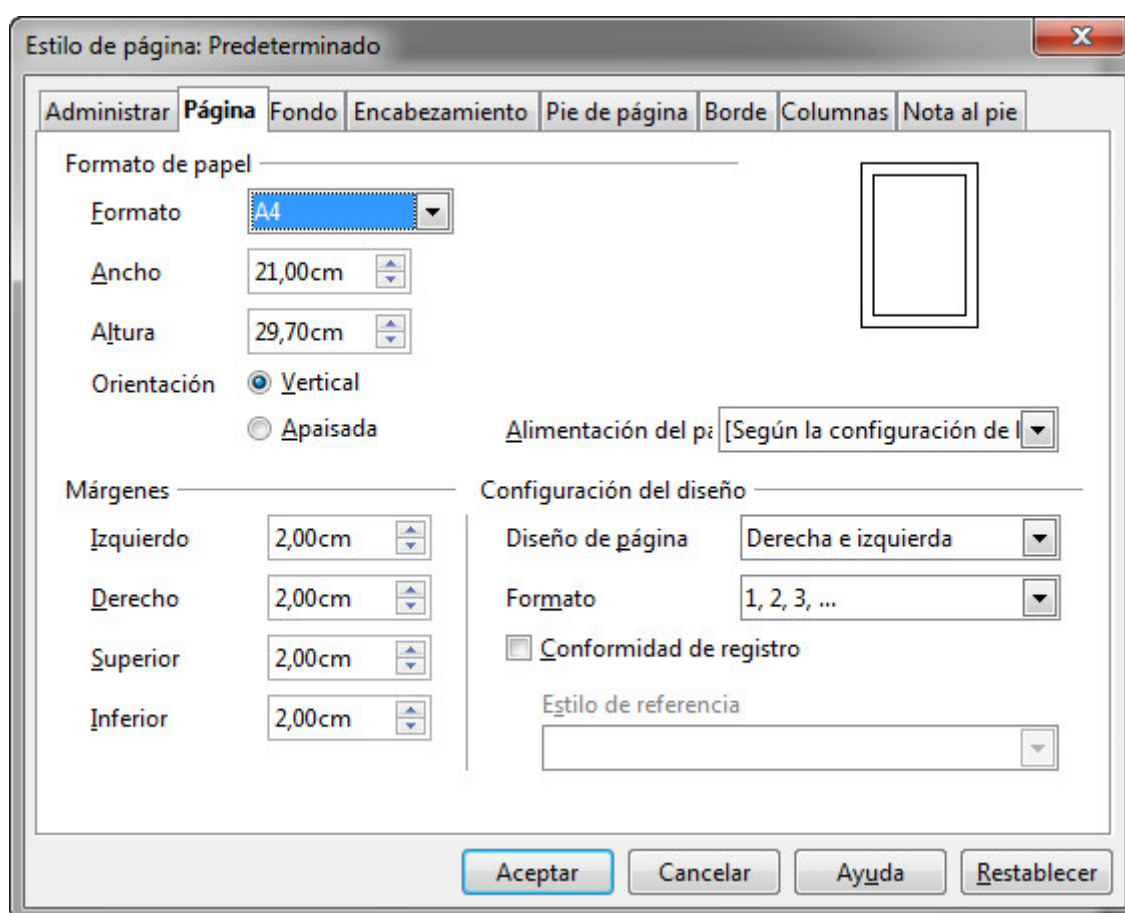 Estilo de página: Predeterminado
Administrar Página Fondo Encabezamiento Pie de página Borde Columnas Nota al pie
Formato de papel
Formato A4
Ancho 21,00cm
Altura 29,70cm
Orientación Vertical
Apaisada Alimentación del pa [Según la configuración de l
Márgenes Configuración del diseño
Izquierdo 2,00cm Diseño de página Derecha e izquierda
Derecho 2,00cm Formato 1, 2, 3, ...
Superior 2,00cm Conformidad de registro
Estilo de referencia
Inferior 2,00cm
Aceptar Cancelar Ayuda Restablecer